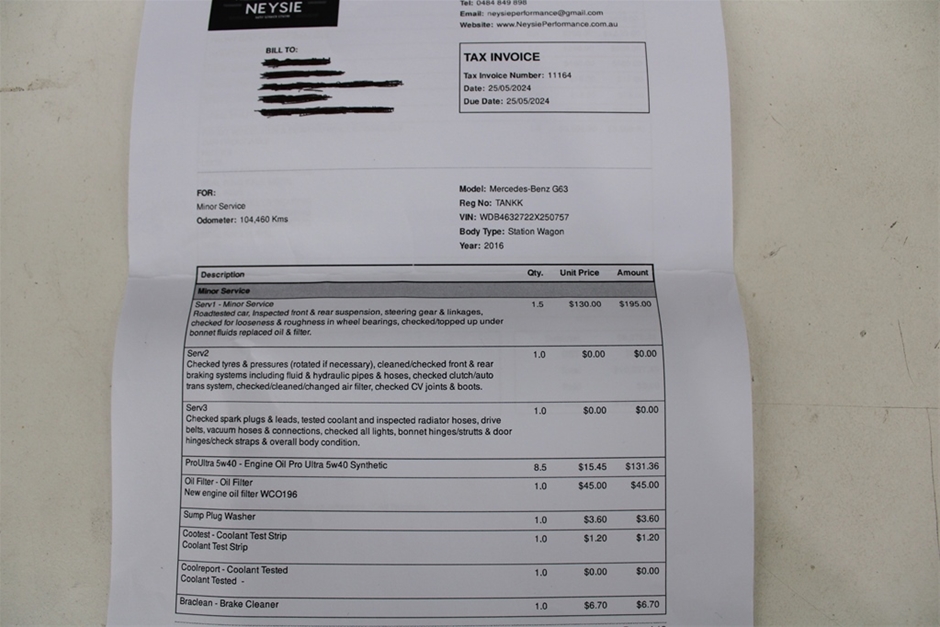 NEYSIE
Tel: 0484 849 698
Email: neysieperformance@gmail.com
Website: www.NeysiePerformance.com.au
BILL TO:
TAX INVOICE
Tax Invoice Number: 11164
Date: 25/05/2024
Due Date: 25/05/2024
FOR:
Minor Service
Odometer: 104,460 Kms
Model: Mercedes-Benz G63
Reg No: TANKK
VIN: WDB4632722X250757
Body Type: Station Wagon
Year: 2016
Description Qty. Unit Price Amount
Minor Service
Serv1 - Minor Service 1.5 $130.00 $195.00
Roadtested car, Inspected front & rear suspension, steering gear & linkages,
checked for looseness & roughness in wheel bearings, checked/topped up under
bonnet fluids replaced oil & filter.
Serv2 1.0 $0.00 $0.00
Checked tyres & pressures (rotated if necessary), cleaned/checked front & rear
braking systems including fluid & hydraulic pipes & hoses, checked clutch/auto
trans system, checked/cleaned/changed air filter, checked CV joints & boots.
Serv3 1.0 $0.00 $0.00
Checked spark plugs & leads, tested coolant and inspected radiator hoses, drive
belts, vacuum hoses & connections, checked all lights, bonnet hinges/strutts & door
hinges/check straps & overall body condition.
ProUltra 5w40 - Engine Oil Pro Ultra 5w40 Synthetic 8.5 $15.45 $131.36
Oil Filter - Oil Filter 1.0 $45.00 $45.00
New engine oil filter WCO196
Sump Plug Washer 1.0 $3.60 $3.60
Cootest - Coolant Test Strip 1.0 $1.20 $1.20
Coolant Test Strip
Coolreport - Coolant Tested 1.0 $0.00 $0.00
Coolant Tested -
Braclean - Brake Cleaner 1.0 $6.70 $6.70